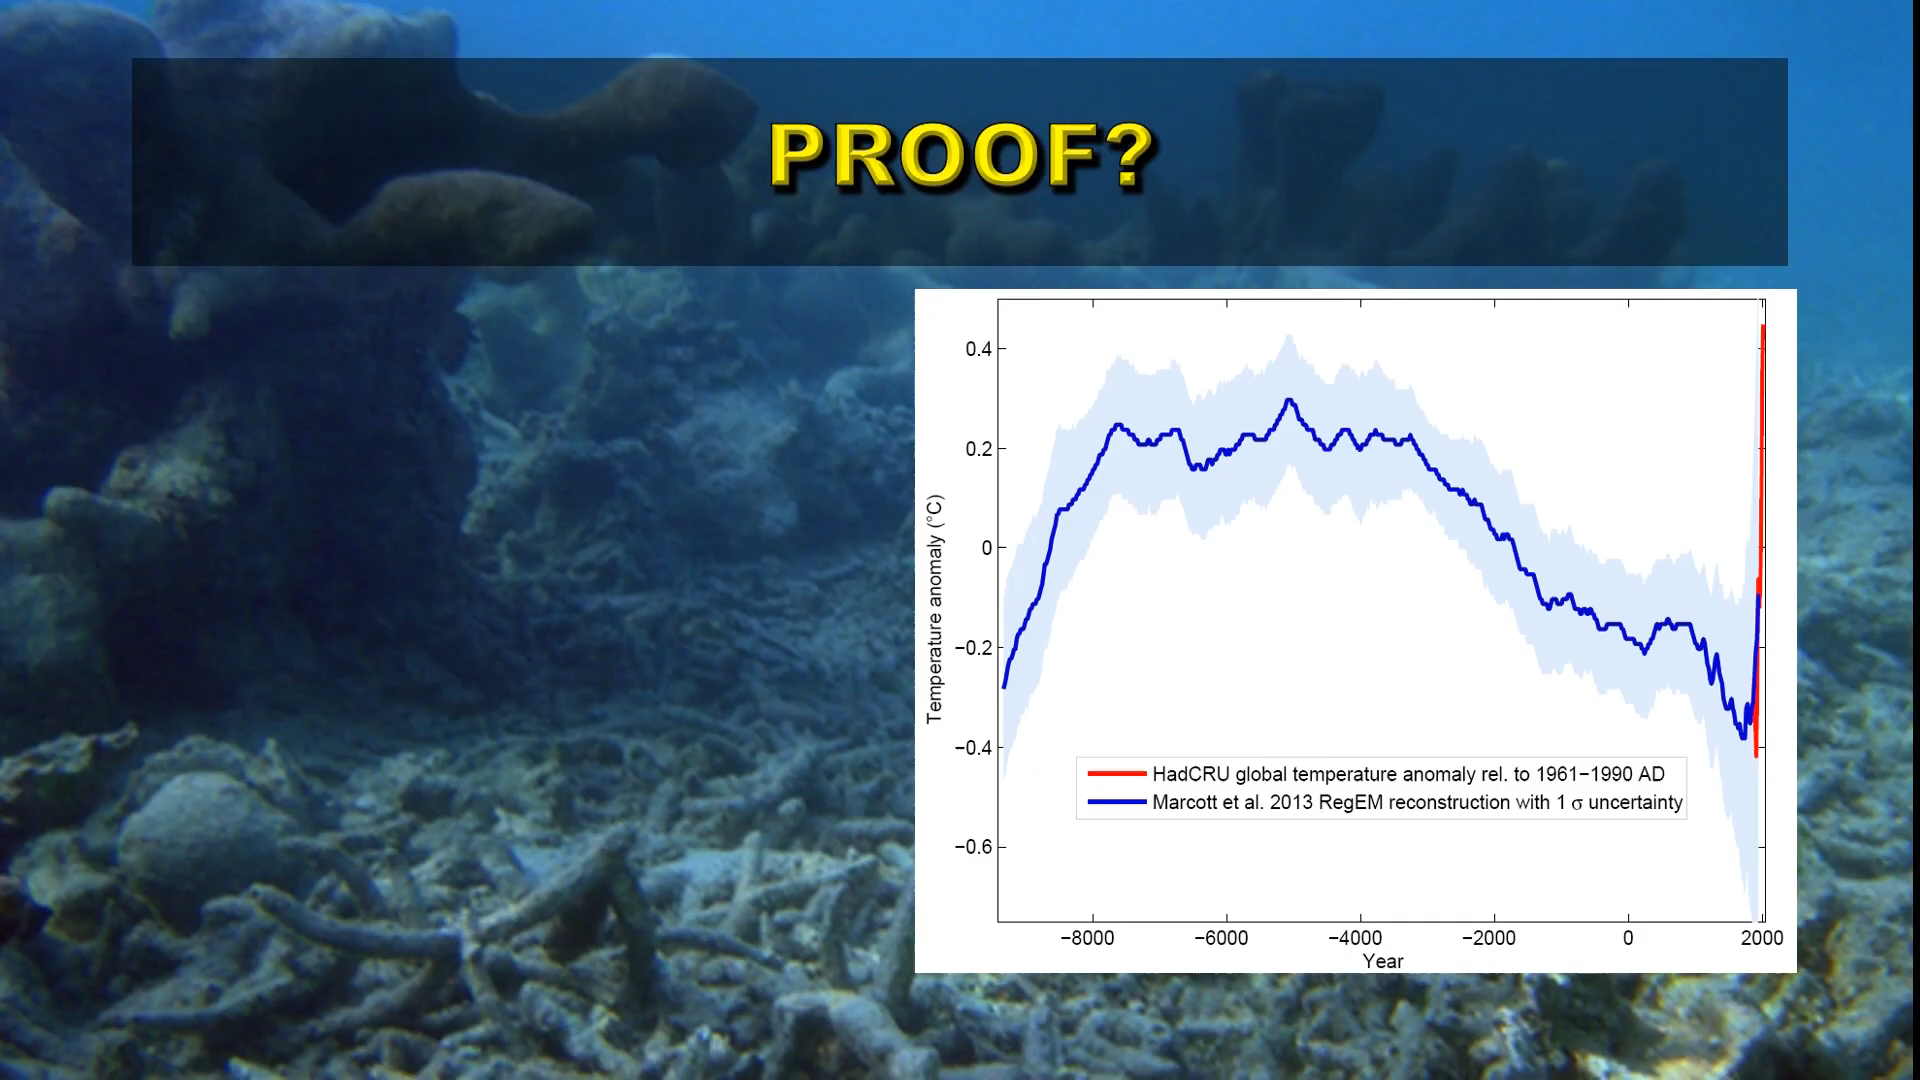 PROOF?
0.4
0.2
0
−0.2
−0.4
−0.6
Temperature anomaly (°C)
HadCRU global temperature anomaly rel. to 1961−1990 AD
Marcott et al. 2013 RegEM reconstruction with 1 σ uncertainty
−8000 −6000 −4000 −2000 0 2000
Year